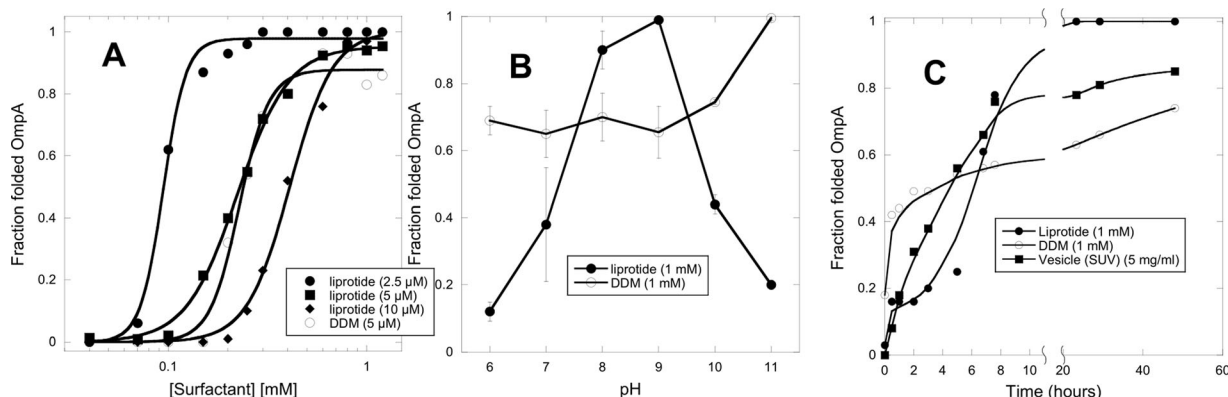 A
Fraction folded OmpA
1
0.8
0.6
0.4
0.2
0
0.1
1
[Surfactant] [mM]
liprotide (2.5 μM)
liprotide (5 μM)
liprotide (10 μM)
DDM (5 μM)
B
Fraction folded OmpA
1
0.8
0.6
0.4
0.2
0
6
7
8
9
10
11
pH
liprotide (1 mM)
DDM (1 mM)
C
Fraction folded OmpA
1
0.8
0.6
0.4
0.2
0
0
2
4
6
8
10
20
40
60
Time (hours)
Liprotide (1 mM)
DDM (1 mM)
Vesicle (SUV) (5 mg/ml)